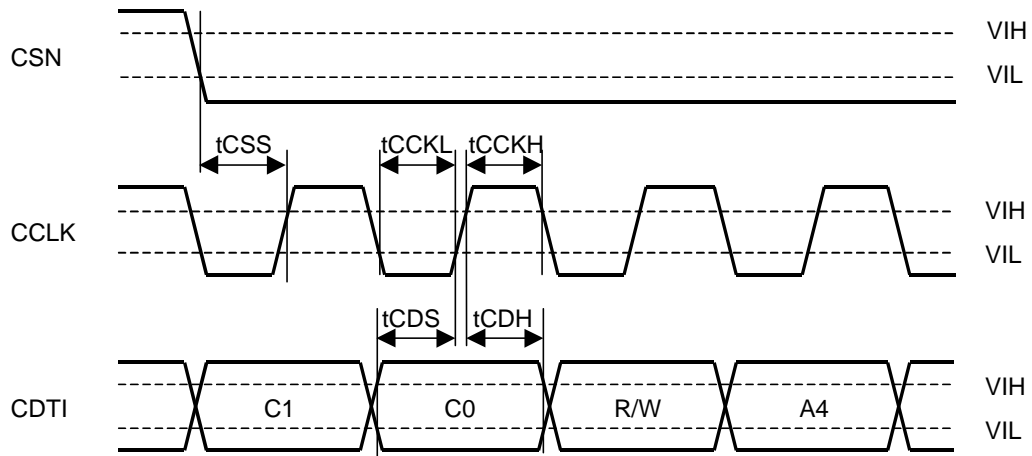 CSN
VIH
VIL
tCSS
tCCKL
tCCKH
CCLK
VIH
VIL
tCDS
tCDH
CDTI
C1
C0
R/W
A4
VIH
VIL